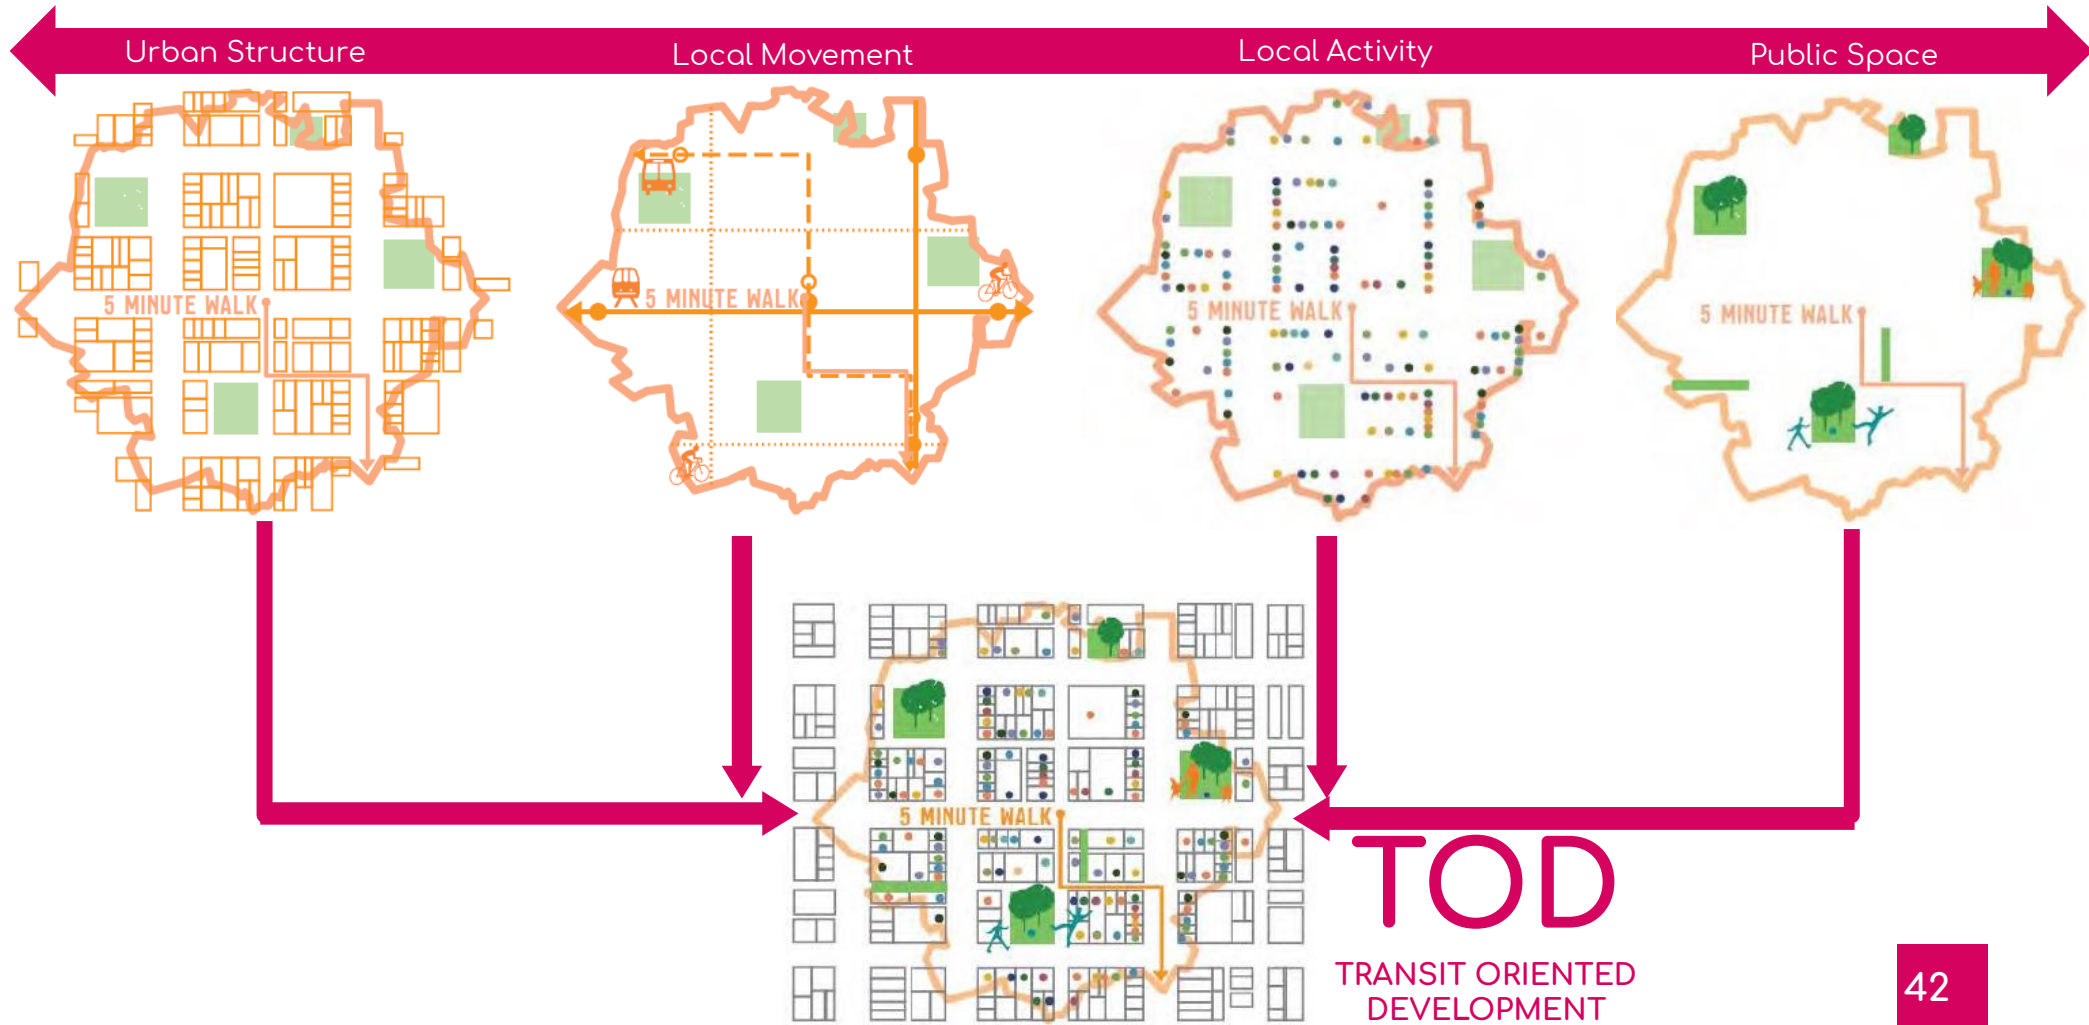 Urban Structure
Local Movement
Local Activity
Public Space
5 MINUTE WALK
5 MINUTE WALK
5 MINUTE WALK
5 MINUTE WALK
5 MINUTE WALK
TOD
TRANSIT ORIENTED
DEVELOPMENT
42